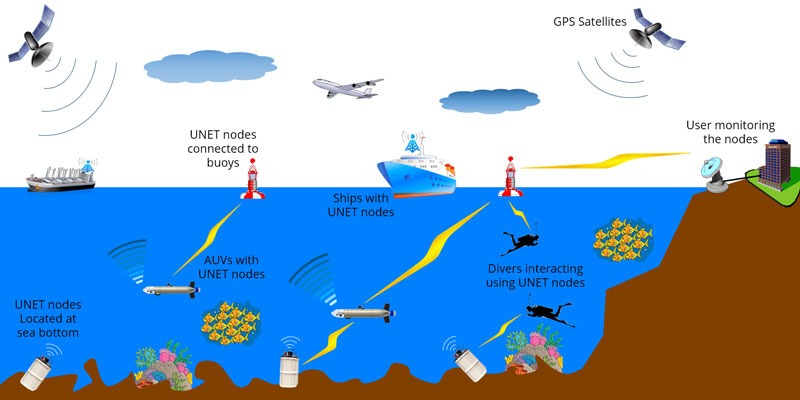 GPS Satellites
UNET nodes
connected to
buoys
User monitoring
the nodes
Ships with
UNET nodes
AUVs with
UNET nodes
Divers interacting
using UNET nodes
UNET nodes
Located at
sea bottom